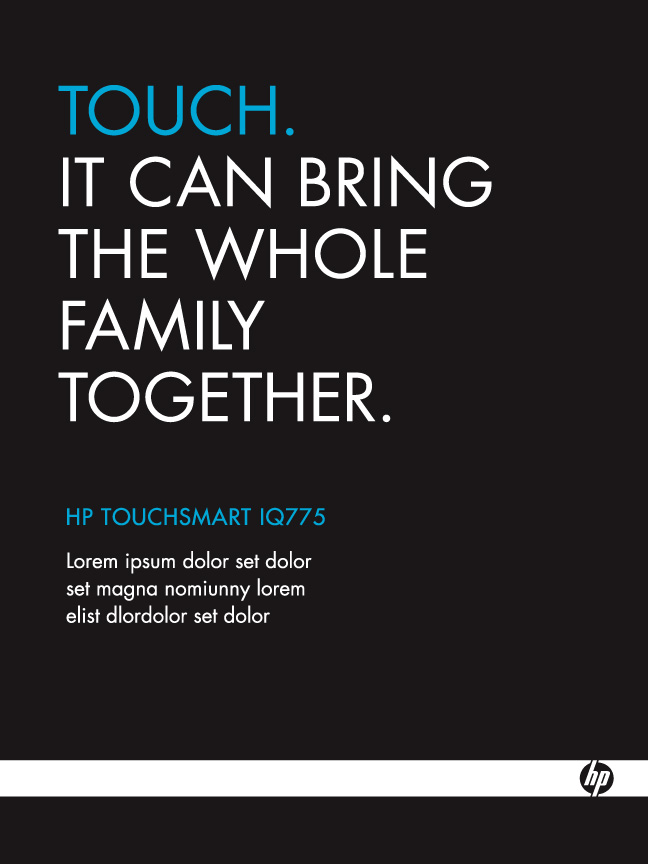 TOUCH.
IT CAN BRING
THE WHOLE
FAMILY
TOGETHER.
HP TOUCHSMART IQ775
Lorem ipsum dolor set dolor
set magna nomiunny lorem
elist dlordolor set dolor
hp